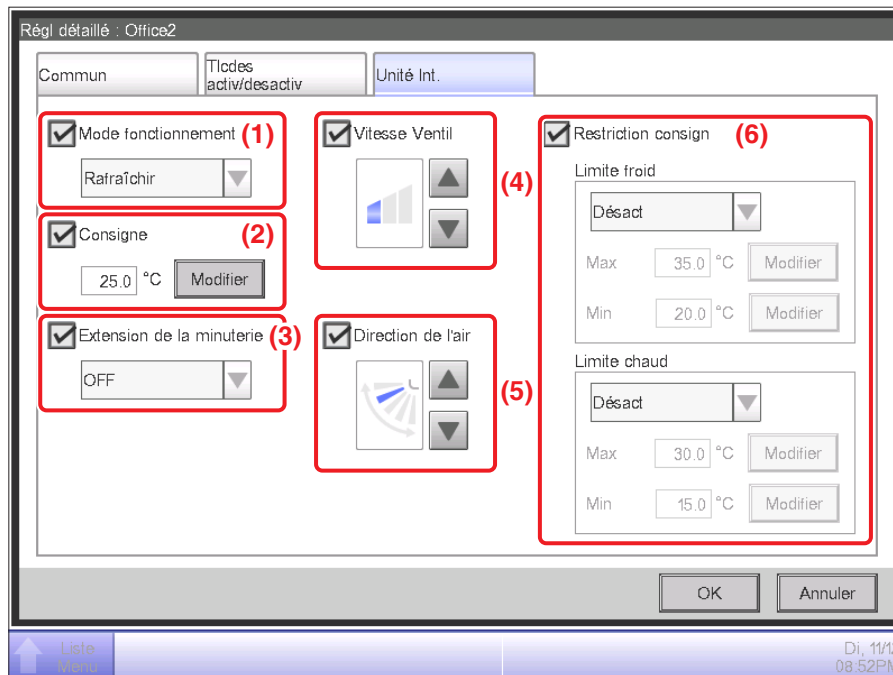 Régl détaillé : Office2
Commun
Tlcdes
activ/desactiv
Unité Int.
Mode fonctionnement (1)
Rafraîchir
Consigne (2)
25.0 °C Modifier
Extension de la minuterie (3)
OFF
Vitesse Ventil
(4)
Direction de l'air
(5)
Restriction consign (6)
Limite froid
Désact
Max 35.0 °C Modifier
Min 20.0 °C Modifier
Limite chaud
Désact
Max 30.0 °C Modifier
Min 15.0 °C Modifier
OK Annuler
Liste
Menu
Di,
08:52PM